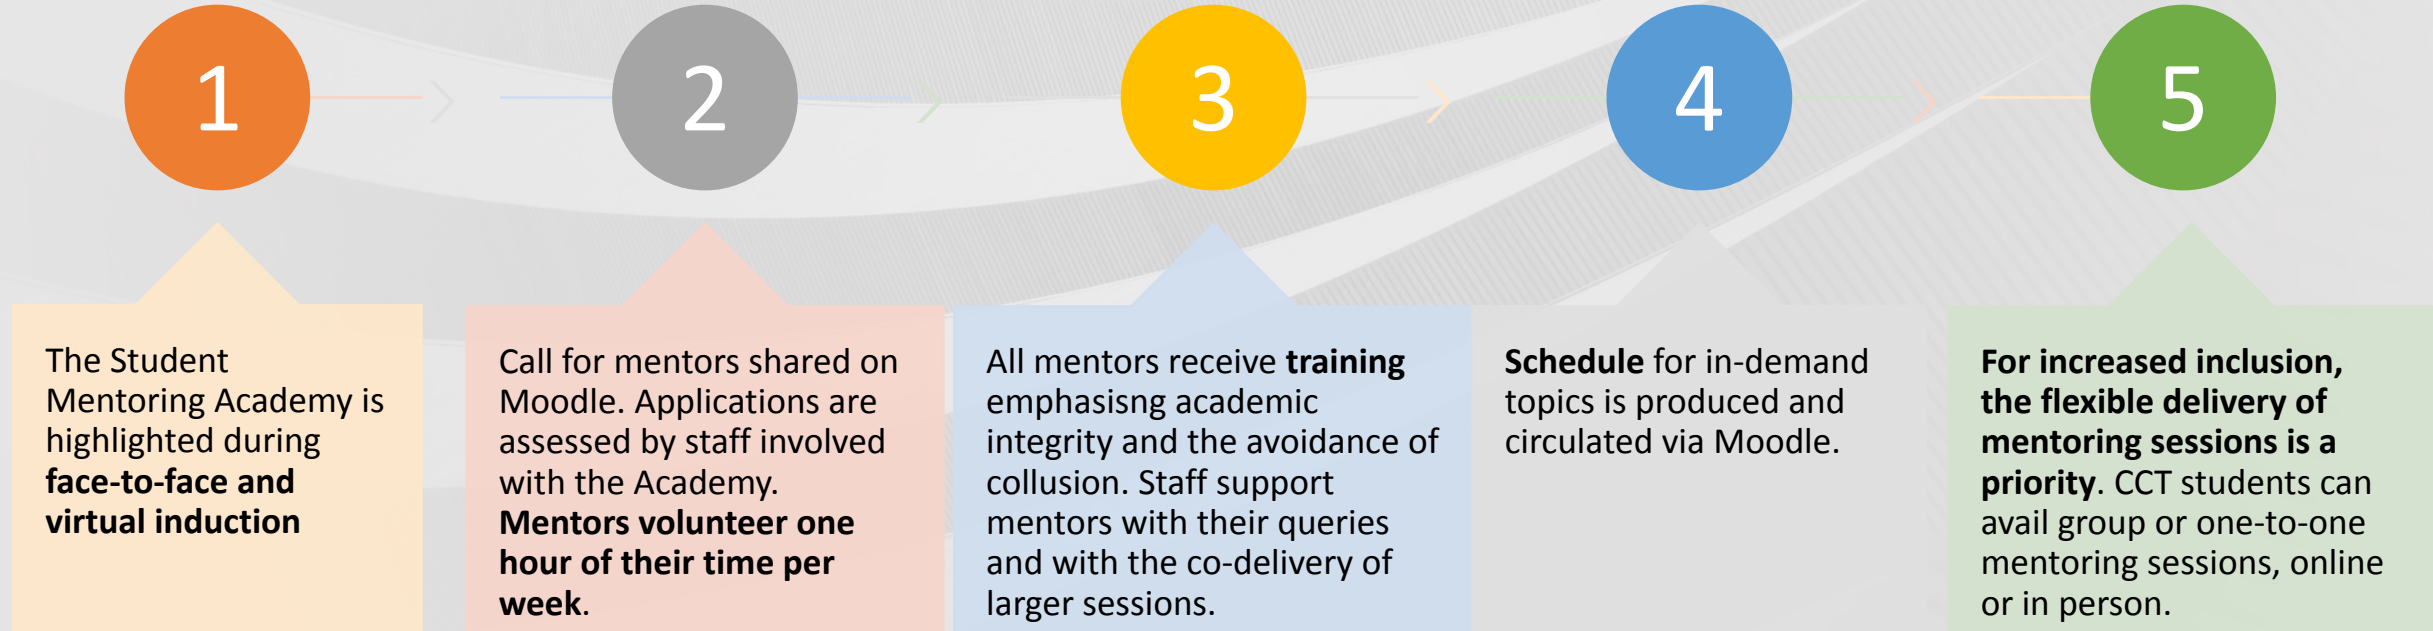 1
2
3
4
5
The Student
Mentoring Academy is
highlighted during
face-to-face and
virtual induction
Call for mentors shared on
Moodle. Applications are
assessed by staff involved
with the Academy.
Mentors volunteer one
hour of their time per
week.
All mentors receive training
emphasisng academic
integrity and the avoidance of
collusion. Staff support
mentors with their queries
and with the co-delivery of
larger sessions.
Schedule for in-demand
topics is produced and
circulated via Moodle.
For increased inclusion,
the flexible delivery of
mentoring sessions is a
priority. CCT students can
avail group or one-to-one
mentoring sessions, online
or in person.